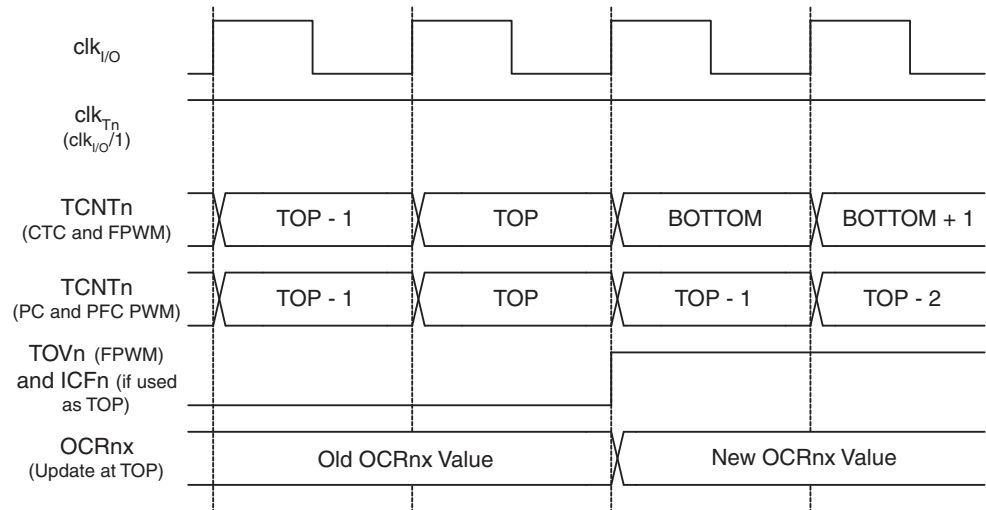 clkI/O
clkTn
(clkI/O/1)
TCNTn
(CTC and FPWM)
TOP - 1 TOP BOTTOM BOTTOM + 1
TCNTn
(PC and PFC PWM)
TOP - 1 TOP TOP - 1 TOP - 2
TOVn (FPWM)
and ICFn (if used
as TOP)
OCRnx
(Update at TOP)
Old OCRnx Value New OCRnx Value